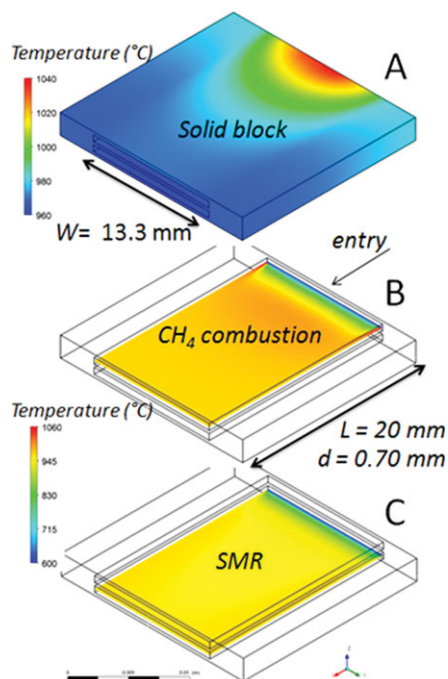 Temperature (°C)
A
1040
1020
1000
980
960
Solid block
W= 13.3 mm
entry
B
CH4 combustion
Temperature (°C)
L = 20 mm
d = 0.70 mm
1060
945
830
715
600
C
SMR